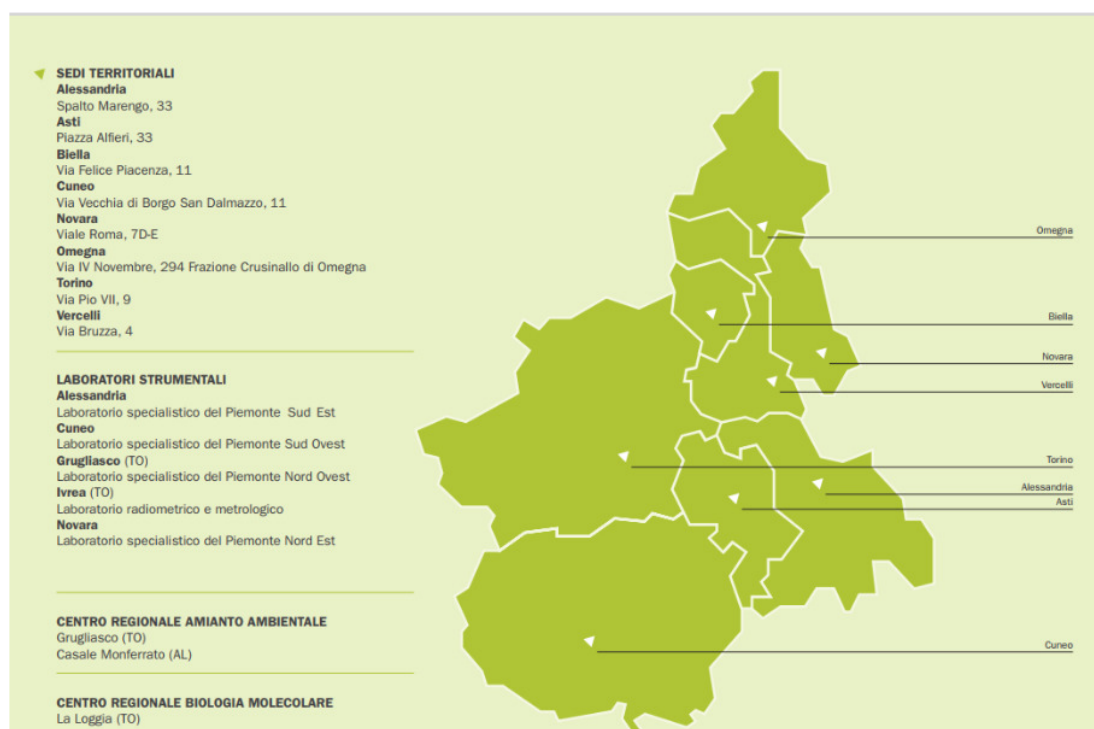 SEDI TERRITORIALI
Alessandria
Spalto Marengo, 33
Asti
Piazza Alfieri, 33
Biella
Via Felice Piacenza, 11
Cuneo
Via Vecchia di Borgo San Dalmazzo, 11
Novara
Viale Roma, 7D-E
Omegna
Via IV Novembre, 294 Frazione Crusinallo di Omegna
Torino
Via Pio VII, 9
Vercelli
Via Bruzza, 4
LABORATORI STRUMENTALI
Alessandria
Laboratorio specialistico del Piemonte Sud Est
Cuneo
Laboratorio specialistico del Piemonte Sud Ovest
Grugliasco (TO)
Laboratorio specialistico del Piemonte Nord Ovest
Ivrea (TO)
Laboratorio radiometrico e metrologico
Novara
Laboratorio specialistico del Piemonte Nord Est
CENTRO REGIONALE AMIANTO AMBIENTALE
Grugliasco (TO)
Casale Monferrato (AL)
CENTRO REGIONALE BIOLOGIA MOLECOLARE
La Loggia (TO)
Omegna
Biella
Novara
Vercelli
Torino
Alessandria
Asti
Cuneo